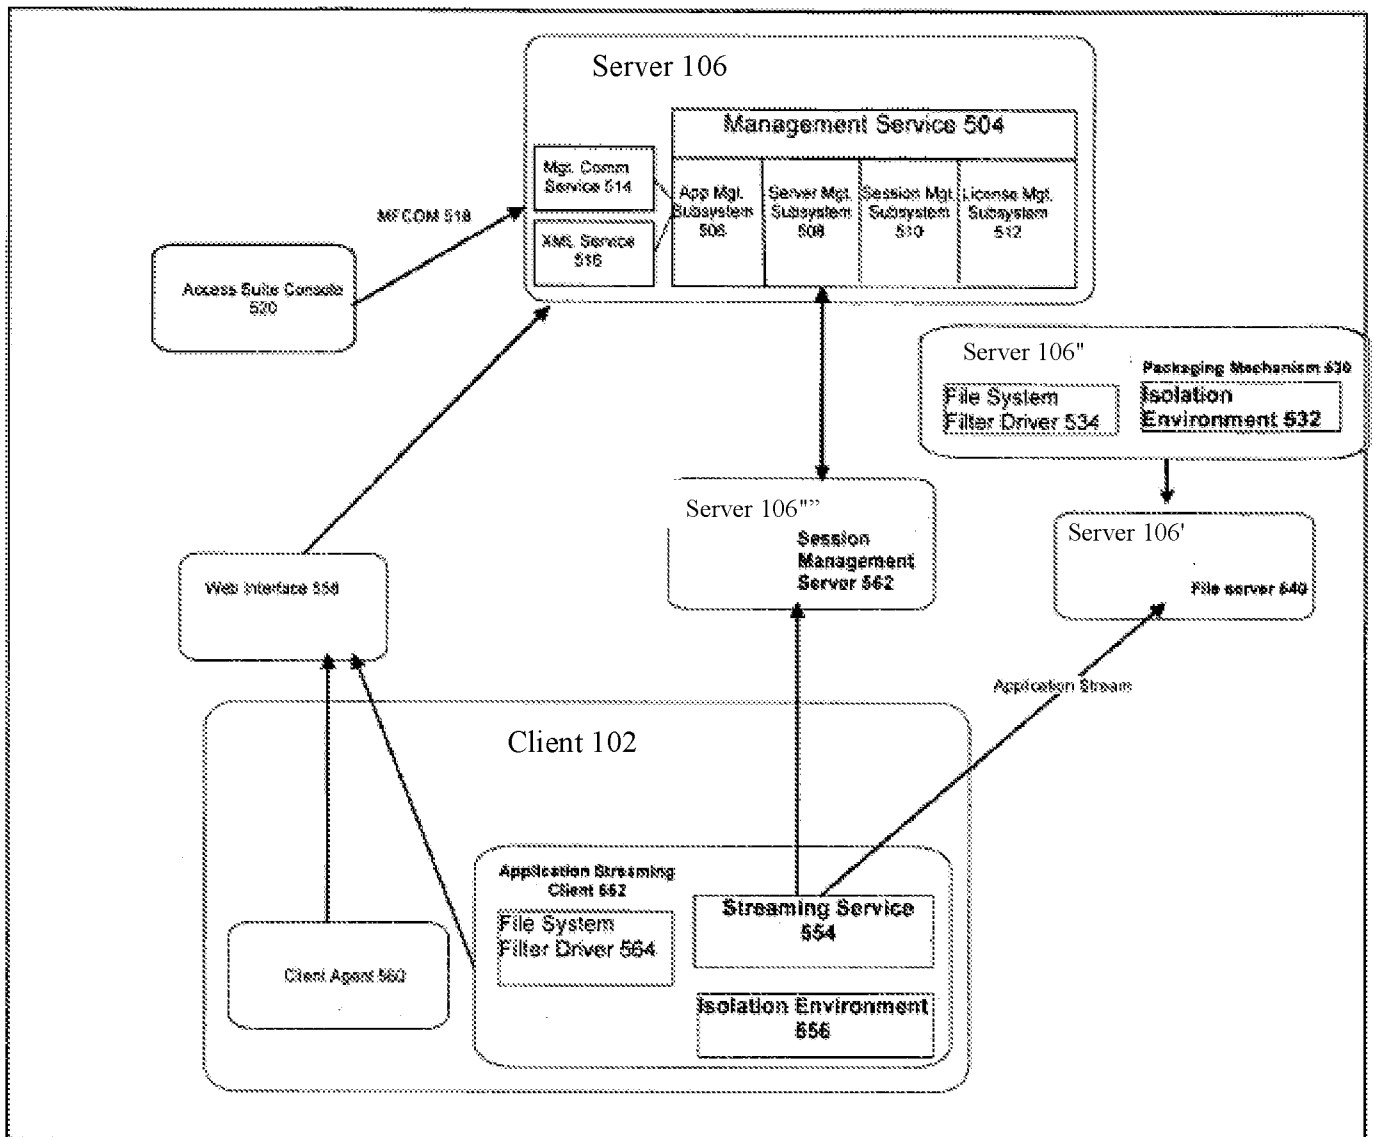 Server 106
Management Service 504
Mgt. Comm
Service 514
App Mgt.
Subsystem
506
Server Mgt.
Subsystem
508
Session Mgt.
Subsystem
510
License Mgt.
Subsystem
512
XML Service
516
MFCOM 518
Access Suite Console
520
Server 106"
Packaging Mechanism 530
File System
Filter Driver 534
Isolation
Environment 532
Server 106""
Session
Management
Server 562
Server 106'
File server 540
Web Interface 558
Application Stream
Client 102
Application Streaming
Client 552
File System
Filter Driver 564
Streaming Service
554
Client Agent 560
Isolation Environment
556